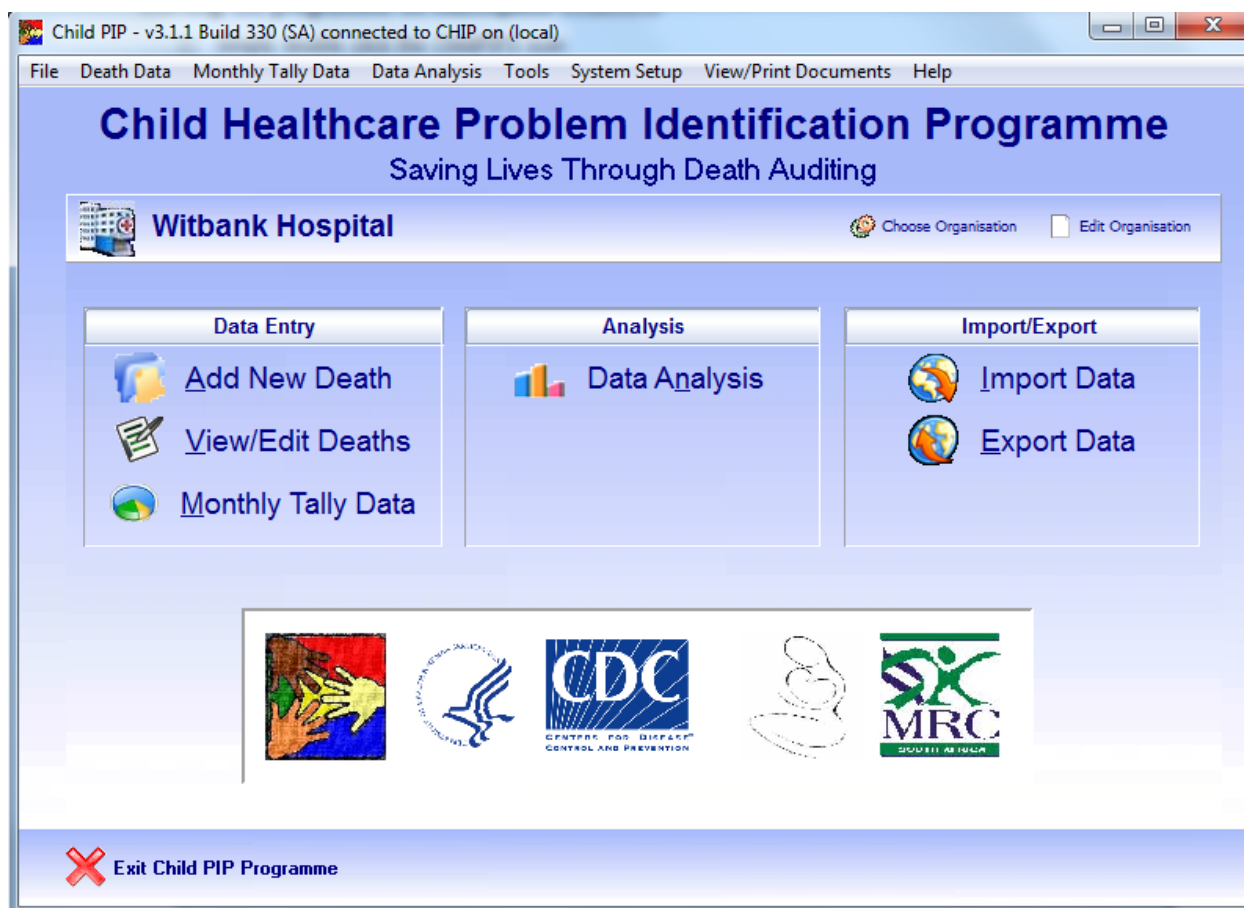 Child PIP - v3.1.1 Build 330 (SA) connected to CHIP on (local)
File Death Data Monthly Tally Data Data Analysis Tools System Setup View/Print Documents Help
Child Healthcare Problem Identification Programme
Saving Lives Through Death Auditing
Witbank Hospital
Choose Organisation
Edit Organisation
Data Entry
Add New Death
View/Edit Deaths
Monthly Tally Data
Analysis
Data Analysis
Import/Export
Import Data
Export Data
CDC
CENTERS FOR DISEASE
CONTROL AND PREVENTION
MRC
SOUTH AFRICA
Exit Child PIP Programme